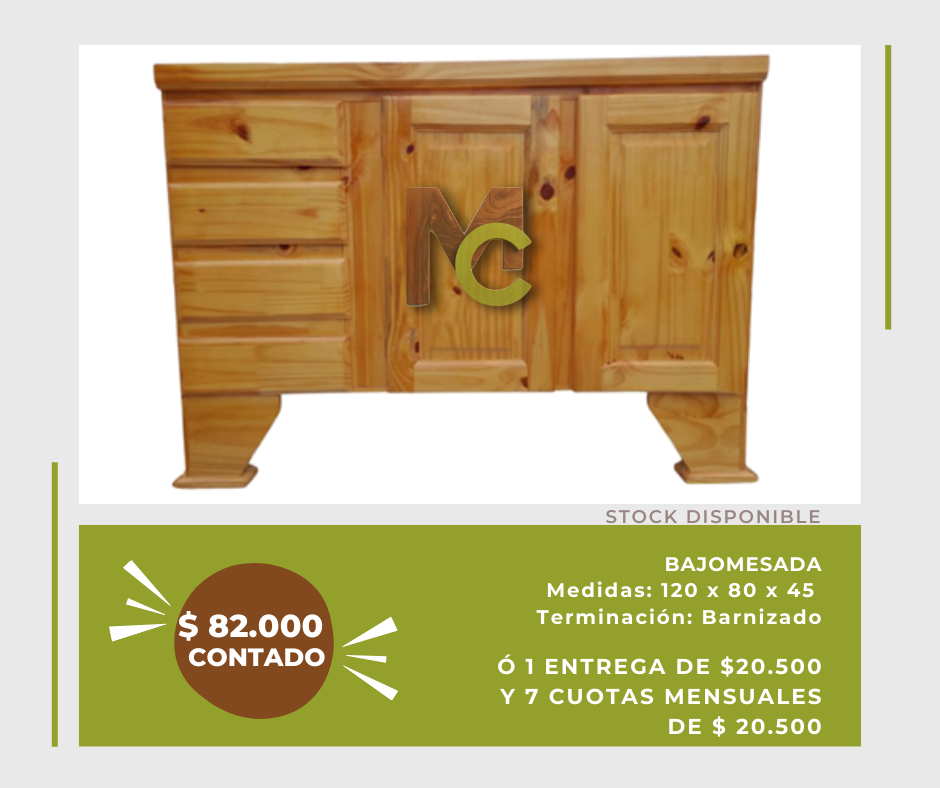 MC
STOCK DISPONIBLE
$ 82.000
CONTADO
BAJOMESADA
Medidas: 120 x 80 x 45
Terminación: Barnizado
Ó 1 ENTREGA DE $20.500
Y 7 CUOTAS MENSUALES
DE $ 20.500